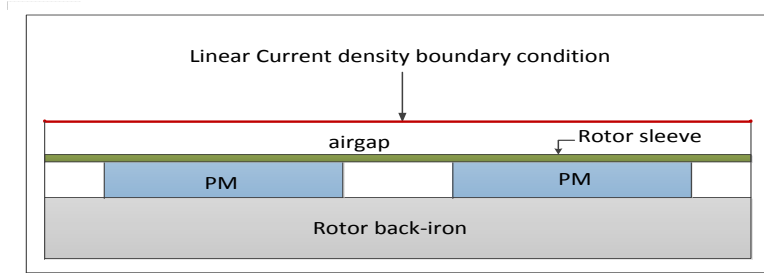 Linear Current density boundary condition
airgap
Rotor sleeve
PM
PM
Rotor back-iron